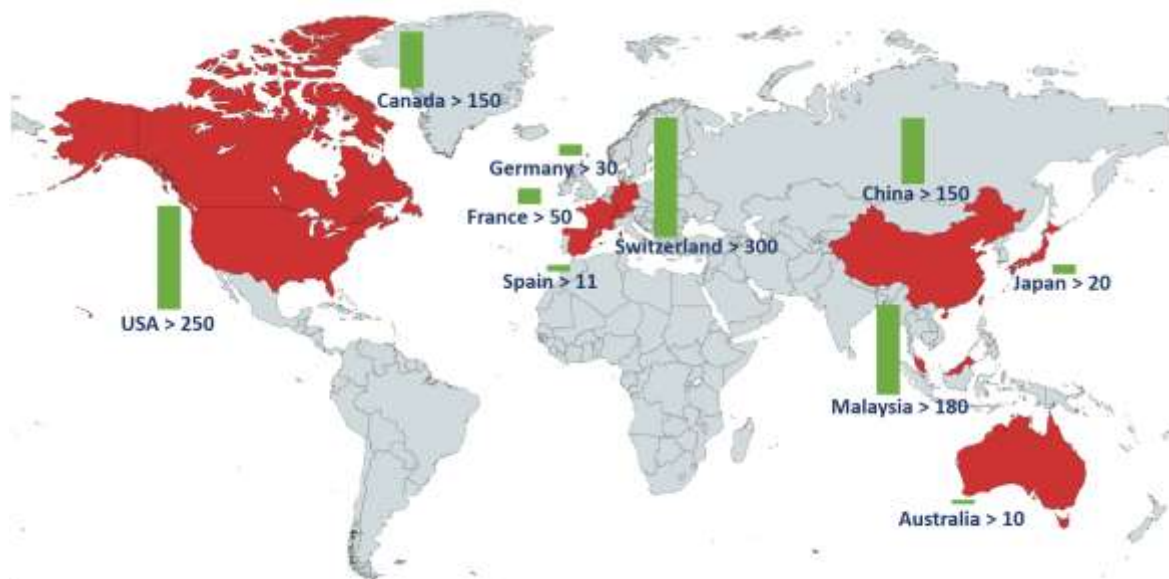 Canada > 150
Germany > 30
China > 150
France > 50
Switzerland > 300
Spain > 11
Japan > 20
USA > 250
Malaysia > 180
Australia > 10